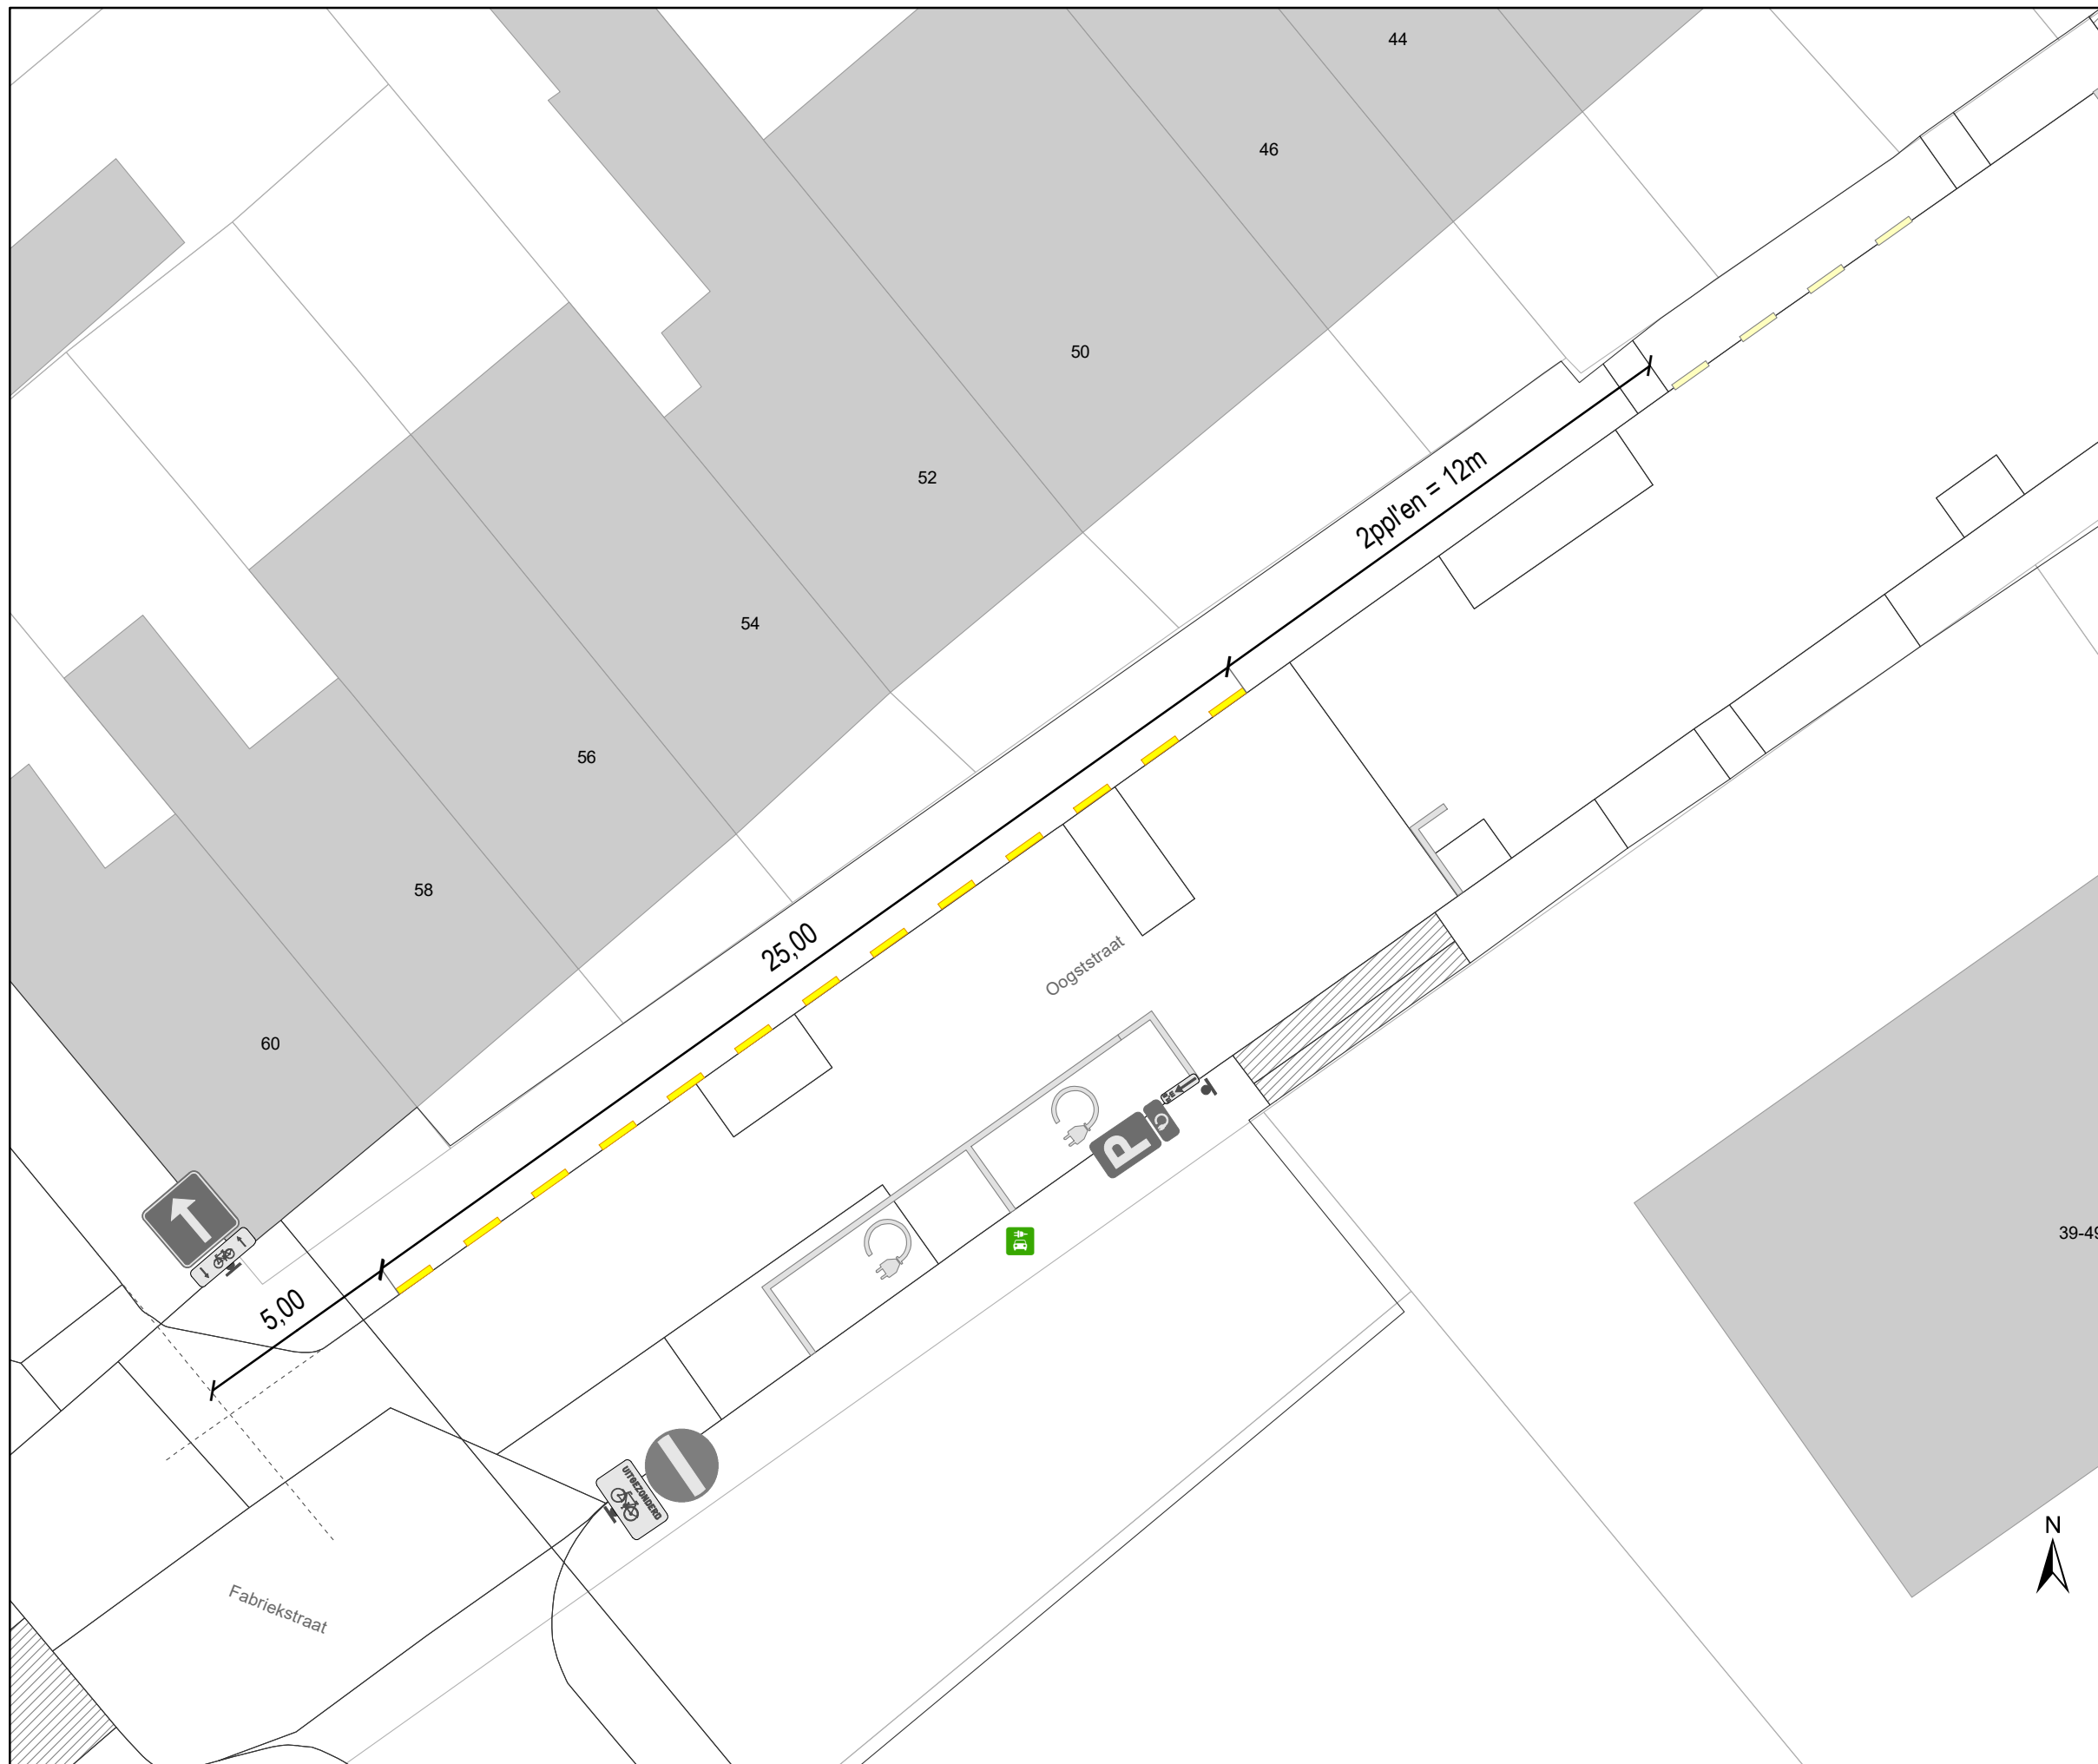 44
46
50
2ppl'en = 12m
52
54
56
25,00
58
Oogststraat
60
P
39-49
5,00
UITGEZONDERD
N
Fabriekstraat